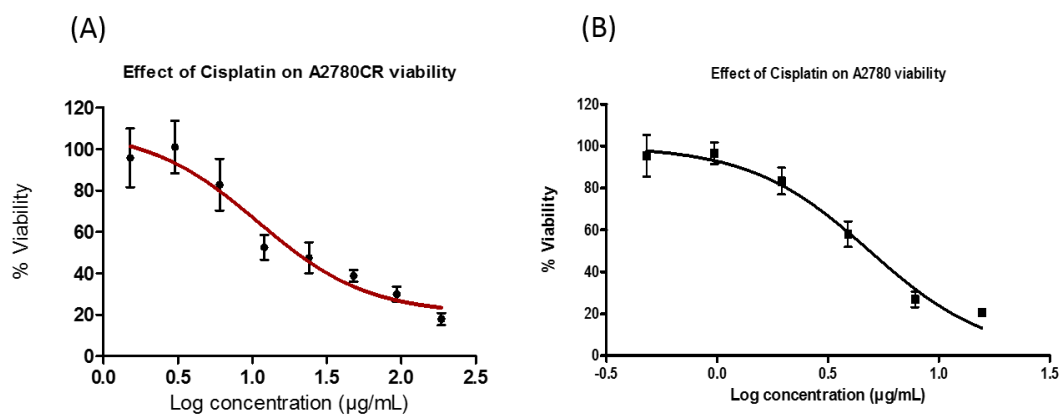 (A)
Effect of Cisplatin on A2780CR viability
120
100
80
60
40
20
0
% Viability
0.0 0.5 1.0 1.5 2.0 2.5
Log concentration (µg/mL)
(B)
Effect of Cisplatin on A2780 viability
120
100
80
60
40
20
0
% Viability
-0.5 0.0 0.5 1.0 1.5
Log concentration (µg/mL)